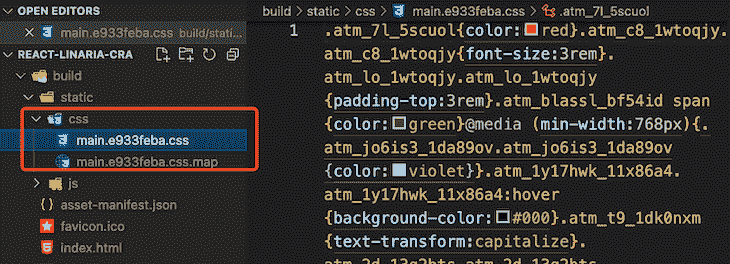 OPEN EDITORS
main.e933feba.css build/stati...
REACT-LINARIA-CRA
build
static
css
main.e933feba.css
main.e933feba.css.map
js
asset-manifest.json
favicon.ico
index.html
build > static > css > main.e933feba.css > .atm_7l_5scuol
1 .atm_7l_5scuol{color:red}.atm_c8_1wtoqjy.
atm_c8_1wtoqjy{font-size:3rem}.
atm_lo_1wtoqjy.atm_lo_1wtoqjy
{padding-top:3rem}.atm_blassl_bf54id span
{color:green}@media (min-width:768px){.
atm_jo6is3_1da89ov.atm_jo6is3_1da89ov
{color:violet}}.atm_1y17hwk_11x86a4.
atm_1y17hwk_11x86a4:hover
{background-color:#000}.atm_t9_1dk0nxm
{text-transform:capitalize}.